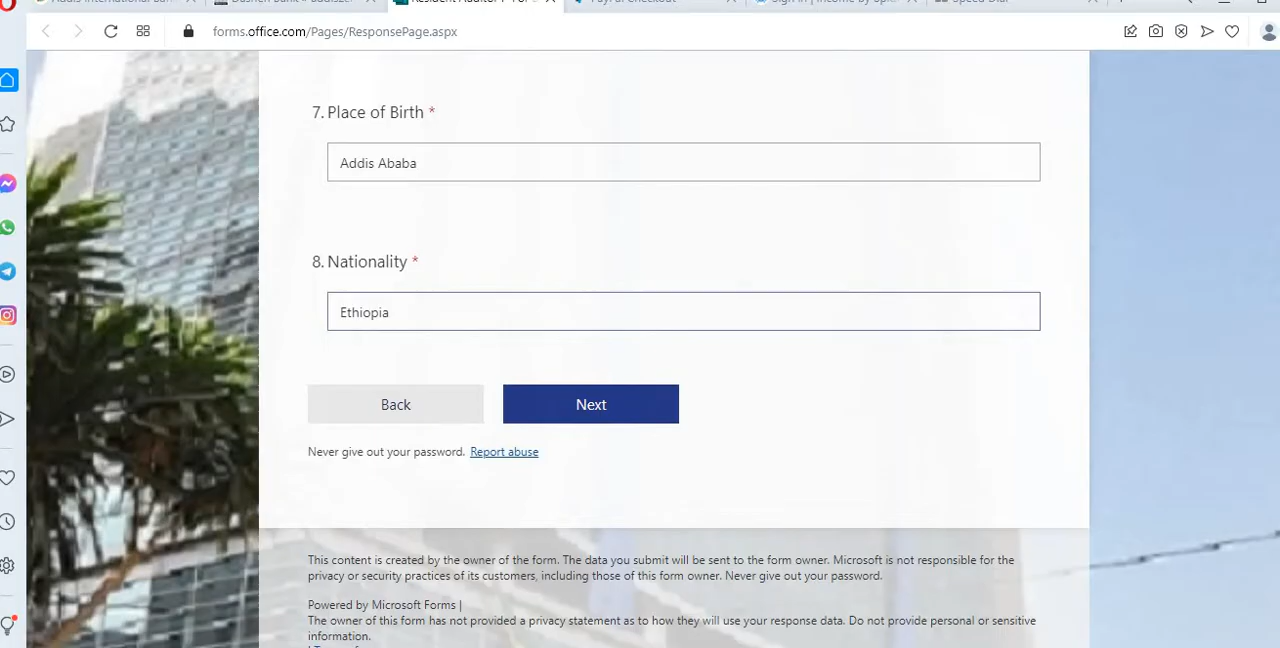 forms.office.com/Pages/ResponsePage.aspx
7. Place of Birth *
Addis Ababa
8. Nationality *
Ethiopia
Back Next
Never give out your password. Report abuse
This content is created by the owner of the form. The data you submit will be sent to the form owner. Microsoft is not responsible for the
privacy or security practices of its customers, including those of this form owner. Never give out your password.
Powered by Microsoft Forms |
The owner of this form has not provided a privacy statement as to how they will use your response data. Do not provide personal or sensitive
information.